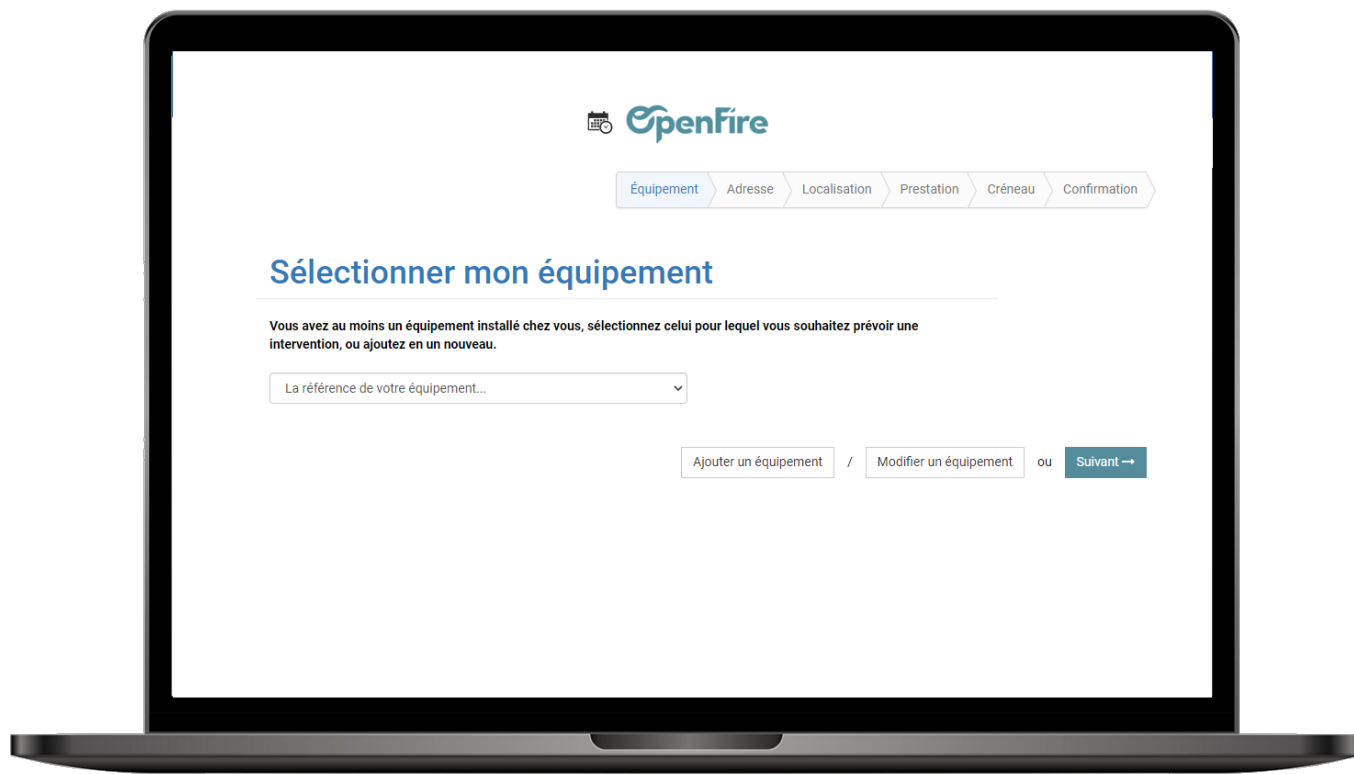 OpenFire
Équipement Adresse Localisation Prestation Créneau Confirmation
Sélectionner mon équipement
Vous avez au moins un équipement installé chez vous, sélectionnez celui pour lequel vous souhaitez prévoir une
intervention, ou ajoutez en un nouveau.
La référence de votre équipement...
Ajouter un équipement / Modifier un équipement ou Suivant →